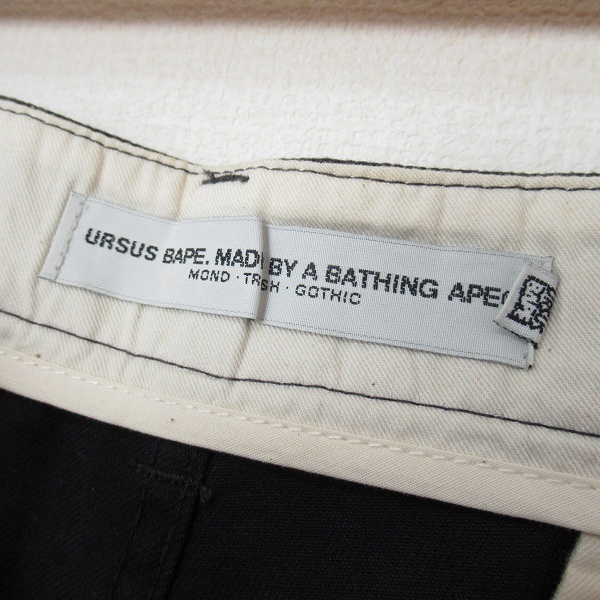 URSUS BAPE. MADE BY A BATHING APE
MOND · TRSH · GOTHIC